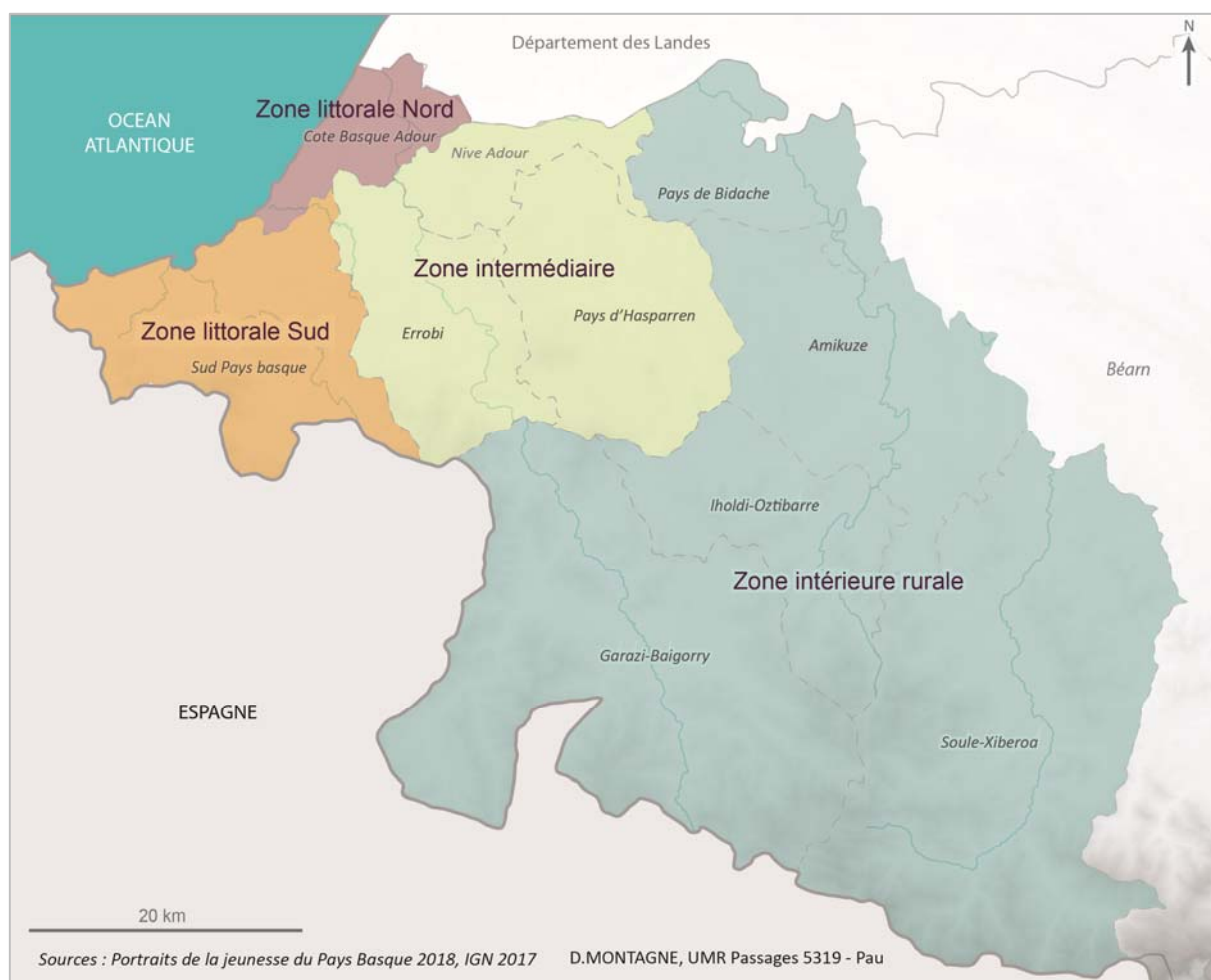 Département des Landes
N
Zone littorale Nord
Cote Basque Adour
OCEAN
ATLANTIQUE
Nive Adour
Pays de Bidache
Zone intermédiaire
Pays d'Hasparren
Zone littorale Sud
Errobi
Amikuze
Sud Pays basque
Béarn
Iholdi-Oztibarre
Zone intérieure rurale
Garazi-Baigorry
ESPAGNE
Soule-Xiberoa
20 km
Sources : Portraits de la jeunesse du Pays Basque 2018, IGN 2017 D.MONTAGNE, UMR Passages 5319 - Pau